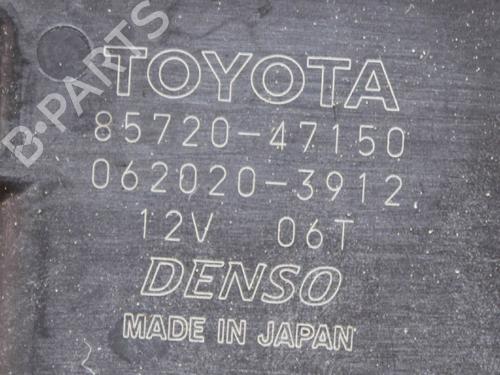 TOYOTA
85720-47150
062020-3912
12V 06T
DENSO
MADE IN JAPAN
B-PARTS